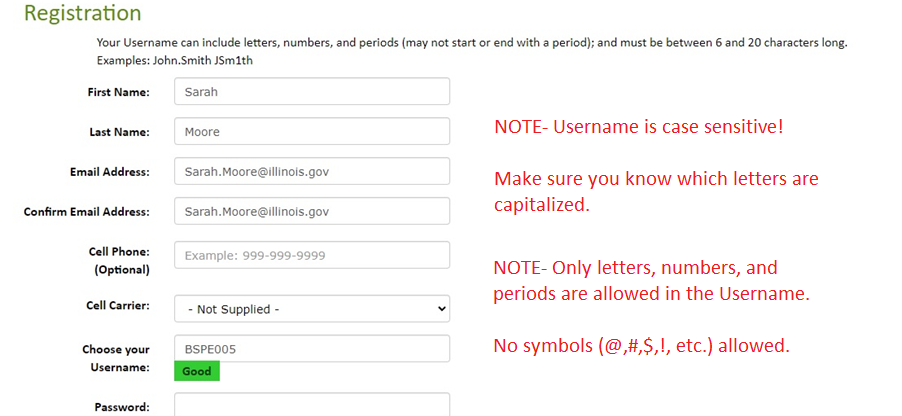 Registration
Your Username can include letters, numbers, and periods (may not start or end with a period); and must be between 6 and 20 characters long.
Examples: John.Smith JSm1th
First Name:
Sarah
Last Name:
Moore
NOTE- Username is case sensitive!
Email Address:
Sarah.Moore@illinois.gov
Make sure you know which letters are
capitalized.
Confirm Email Address:
Sarah.Moore@illinois.gov
Cell Phone:
(Optional)
Example: 999-999-9999
NOTE- Only letters, numbers, and
periods are allowed in the Username.
Cell Carrier:
- Not Supplied -
Choose your
Username:
BSPE005
Good
No symbols (@,#,$,!, etc.) allowed.
Password: